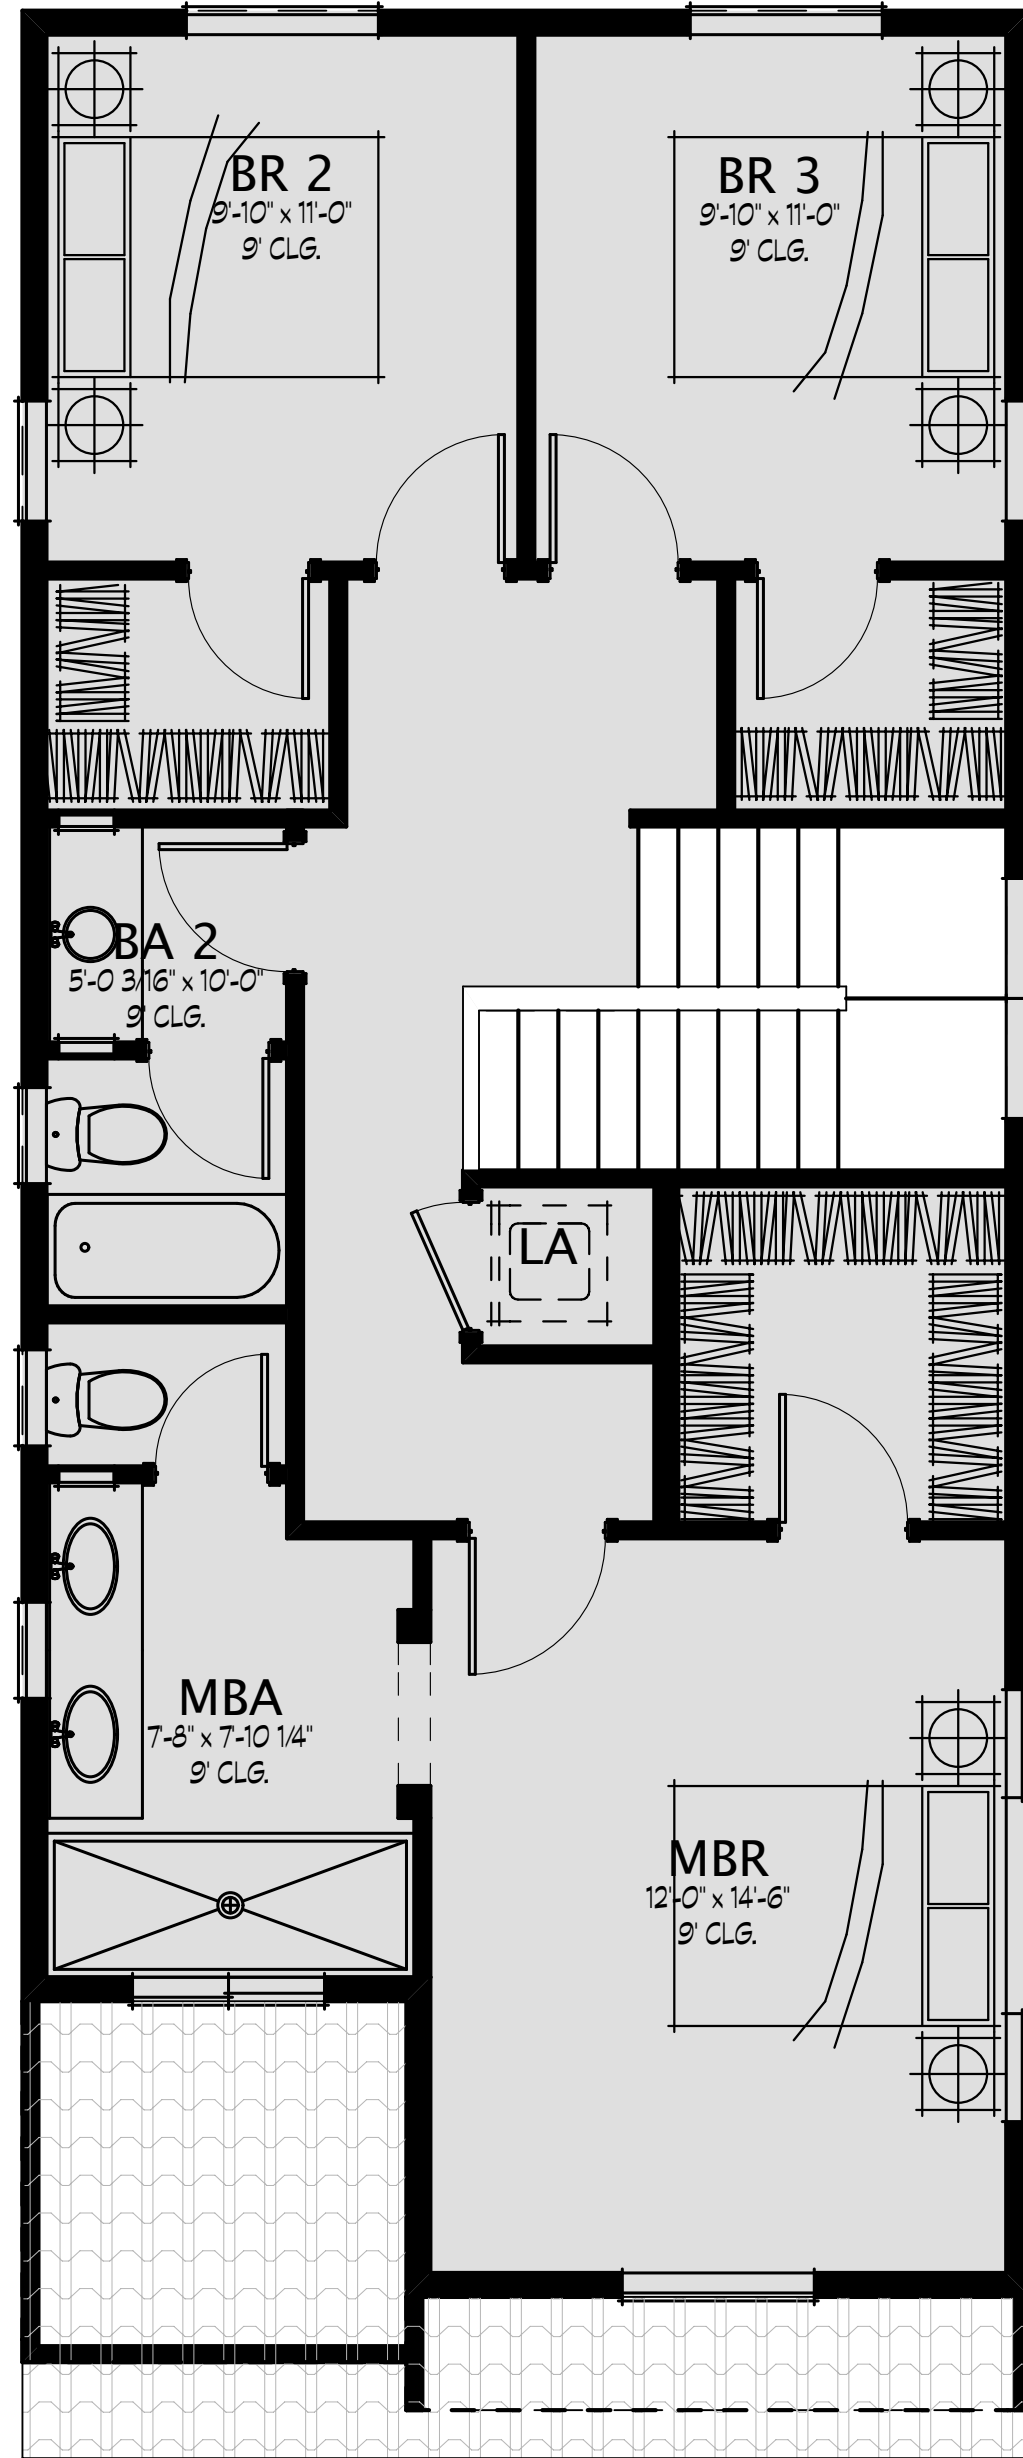 BR 2
9'-10" x 11'-0"
9' CLG.
BR 3
9'-10" x 11'-0"
9' CLG.
BA 2
5'-0 3/16" x 10'-0"
9' CLG.
LA
MBA
7'-8" x 7'-10 1/4"
9' CLG.
MBR
12'-0" x 14'-6"
9' CLG.